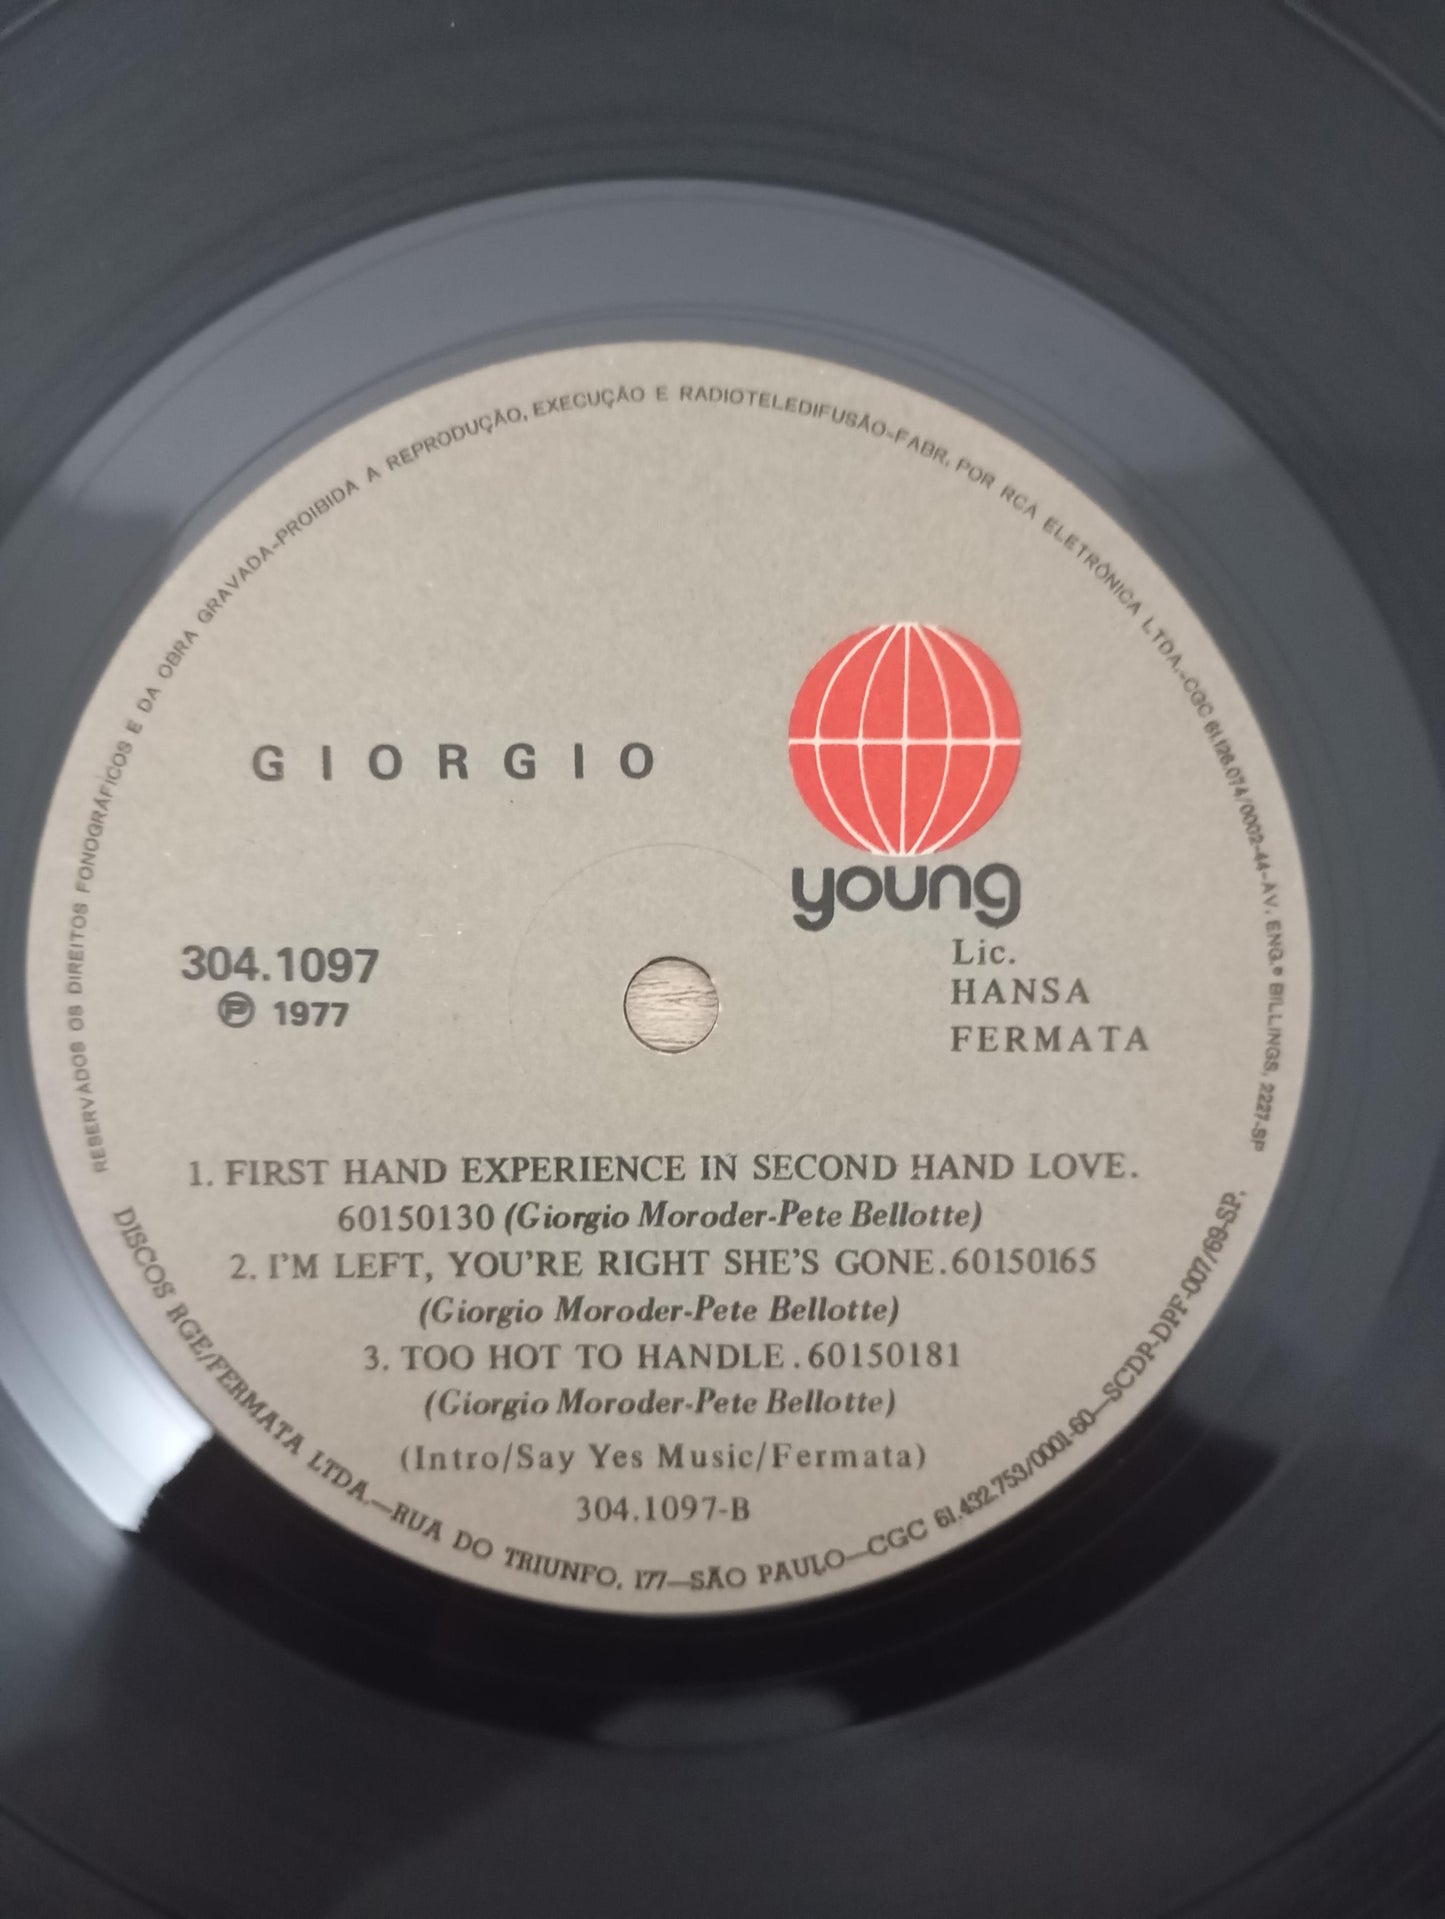 RESERVADOS OS DIREITOS FONOGRÁFICOS E DA OBRA GRAVADA-PROIBIDA A REPRODUÇÃO, EXECUÇÃO E RADIOTELEDIFUSÃO-FABR. POR RCA ELETRÔNICA LTDA.-CGC 61.126.074/0002-44-AV. ENG.º BILLINGS, 2227-SP
GIORGIO
young
304.1097
Ⓟ 1977
Lic.
HANSA
FERMATA
1. FIRST HAND EXPERIENCE IN SECOND HAND LOVE.
60150130 (Giorgio Moroder-Pete Bellotte)
2. I'M LEFT, YOU'RE RIGHT SHE'S GONE.60150165
(Giorgio Moroder-Pete Bellotte)
3. TOO HOT TO HANDLE.60150181
(Giorgio Moroder-Pete Bellotte)
(Intro/Say Yes Music/Fermata)
304.1097-B
DISCOS RGE/FERMATA LTDA.—RUA DO TRIUNFO, 177—SÃO PAULO—CGC 61.432.753/0001-60—SCDP-DPF-007/69-SP.